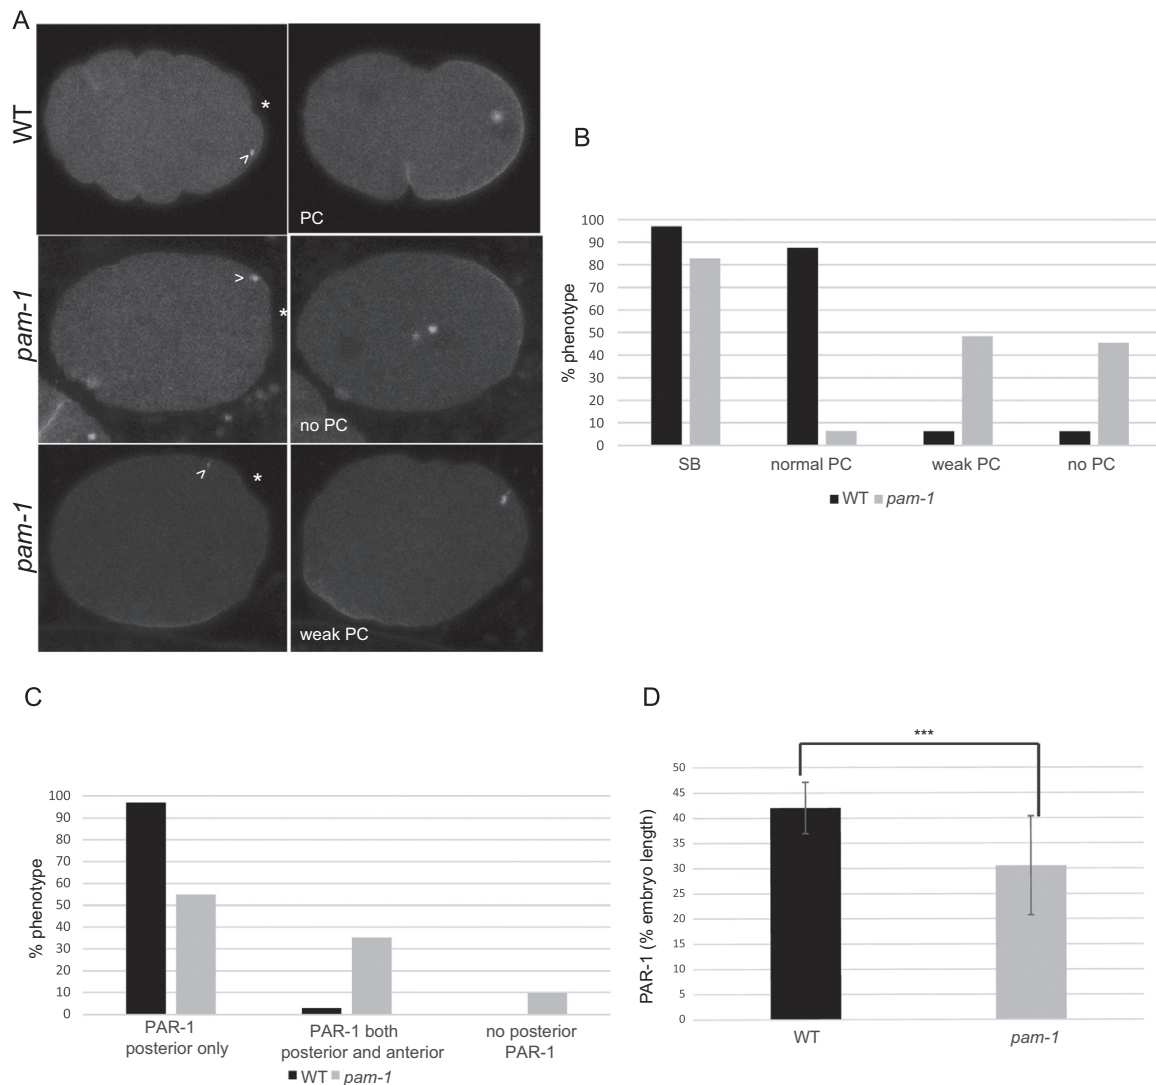 A
WT
*
>
PC
pam-1
>
*
no PC
pam-1
>
*
weak PC
B
% phenotype
100
90
80
70
60
50
40
30
20
10
0
SB normal PC weak PC no PC
WT pam-1
C
% phenotype
100
90
80
70
60
50
40
30
20
10
0
PAR-1 posterior only
PAR-1 both posterior and anterior
no posterior PAR-1
WT pam-1
D
***
PAR-1 (% embryo length)
50
45
40
35
30
25
20
15
10
5
0
WT pam-1